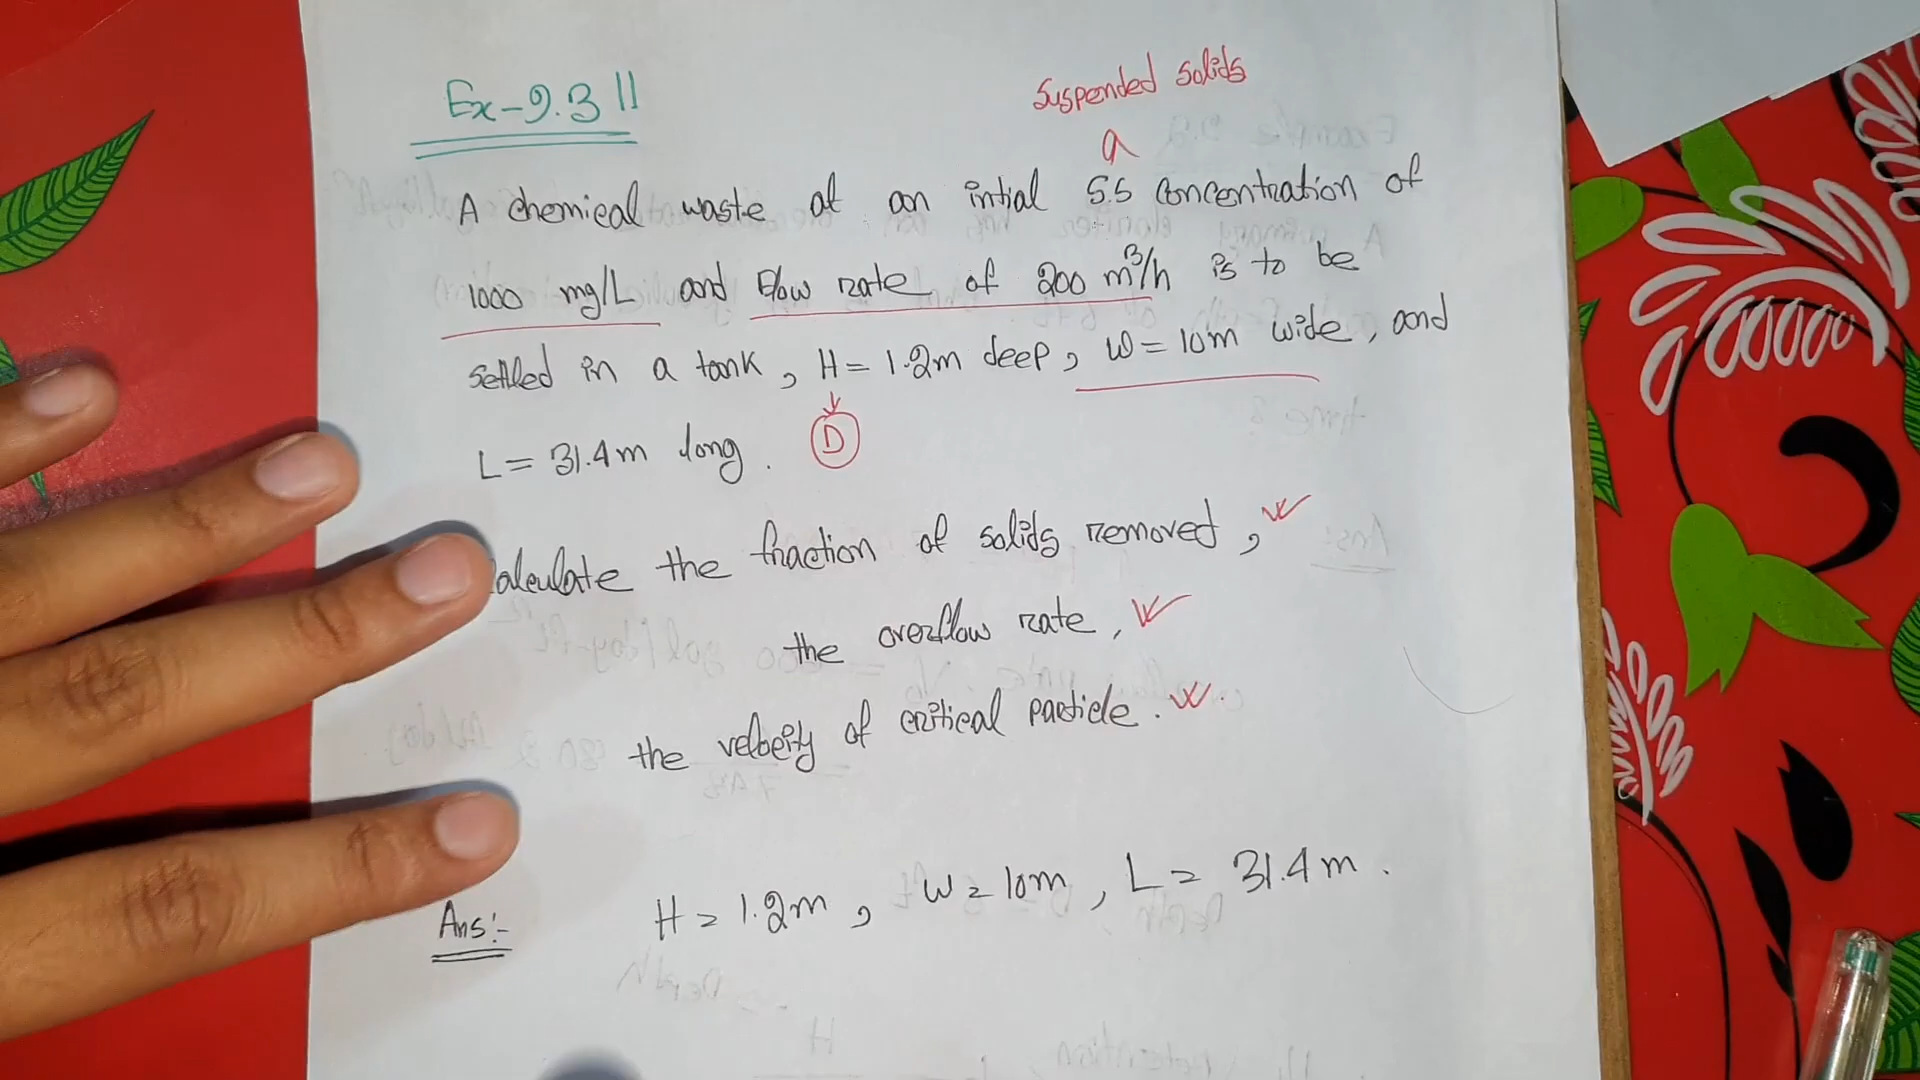 Ex-9.3 ||
Suspended solids
A chemical waste at an intial S.S concentration of
1000 mg/L and flow rate of 200 m³/h is to be
settled in a tank, H = 1.2m deep, W = 10m wide, and
D
L = 31.4m long.
alculate the fraction of solids removed,
the overflow rate,
the velocity of critical particle.
Ans:- H = 1.2m, W = 10m, L = 31.4m.